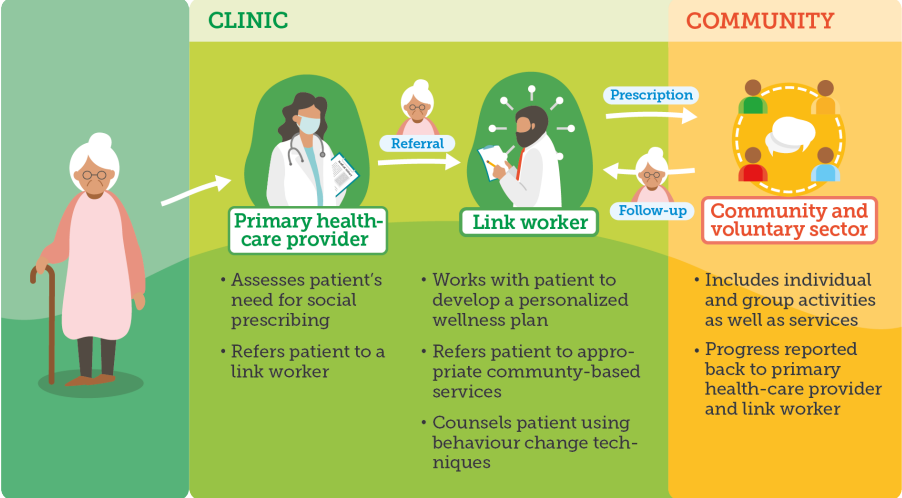 CLINIC
COMMUNITY
Prescription
Referral
Follow-up
Primary health-
care provider
Link worker
Community and
voluntary sector
• Assesses patient’s
need for social
prescribing
• Refers patient to a
link worker
• Works with patient to
develop a personalized
wellness plan
• Refers patient to appro-
priate communty-based
services
• Counsels patient using
behaviour change tech-
niques
• Includes individual
and group activities
as well as services
• Progress reported
back to primary
health-care provider
and link worker